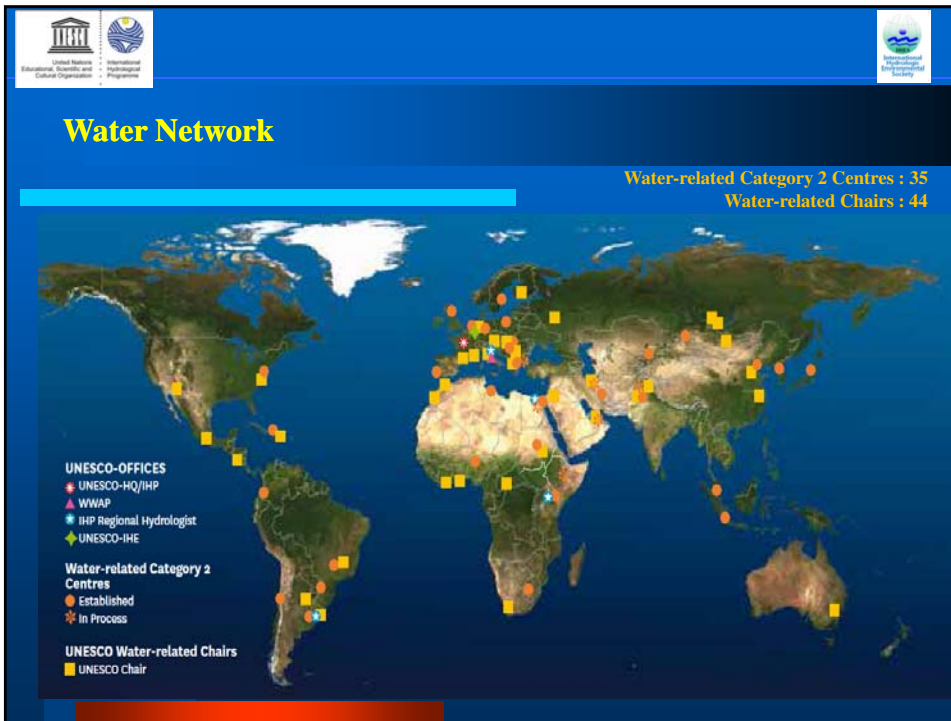 United Nations
Educational, Scientific and
Cultural Organization
International
Hydrological
Programme
International
Hydrologic
Environmental
Society
Water Network
Water-related Category 2 Centres : 35
Water-related Chairs : 44
UNESCO-OFFICES
UNESCO-HQ/IHP
WWAP
IHP Regional Hydrologist
UNESCO-IHE
Water-related Category 2
Centres
Established
In Process
UNESCO Water-related Chairs
UNESCO Chair